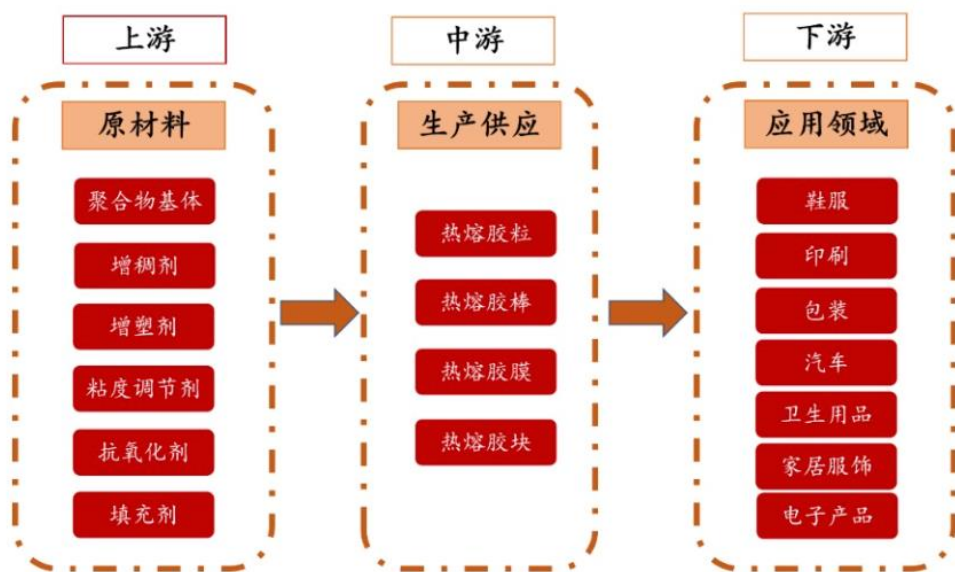 上游
原材料
聚合物基体
增稠剂
增塑剂
粘度调节剂
抗氧化剂
填充剂
中游
生产供应
热熔胶粒
热熔胶棒
热熔胶膜
热熔胶块
下游
应用领域
鞋服
印刷
包装
汽车
卫生用品
家居服饰
电子产品